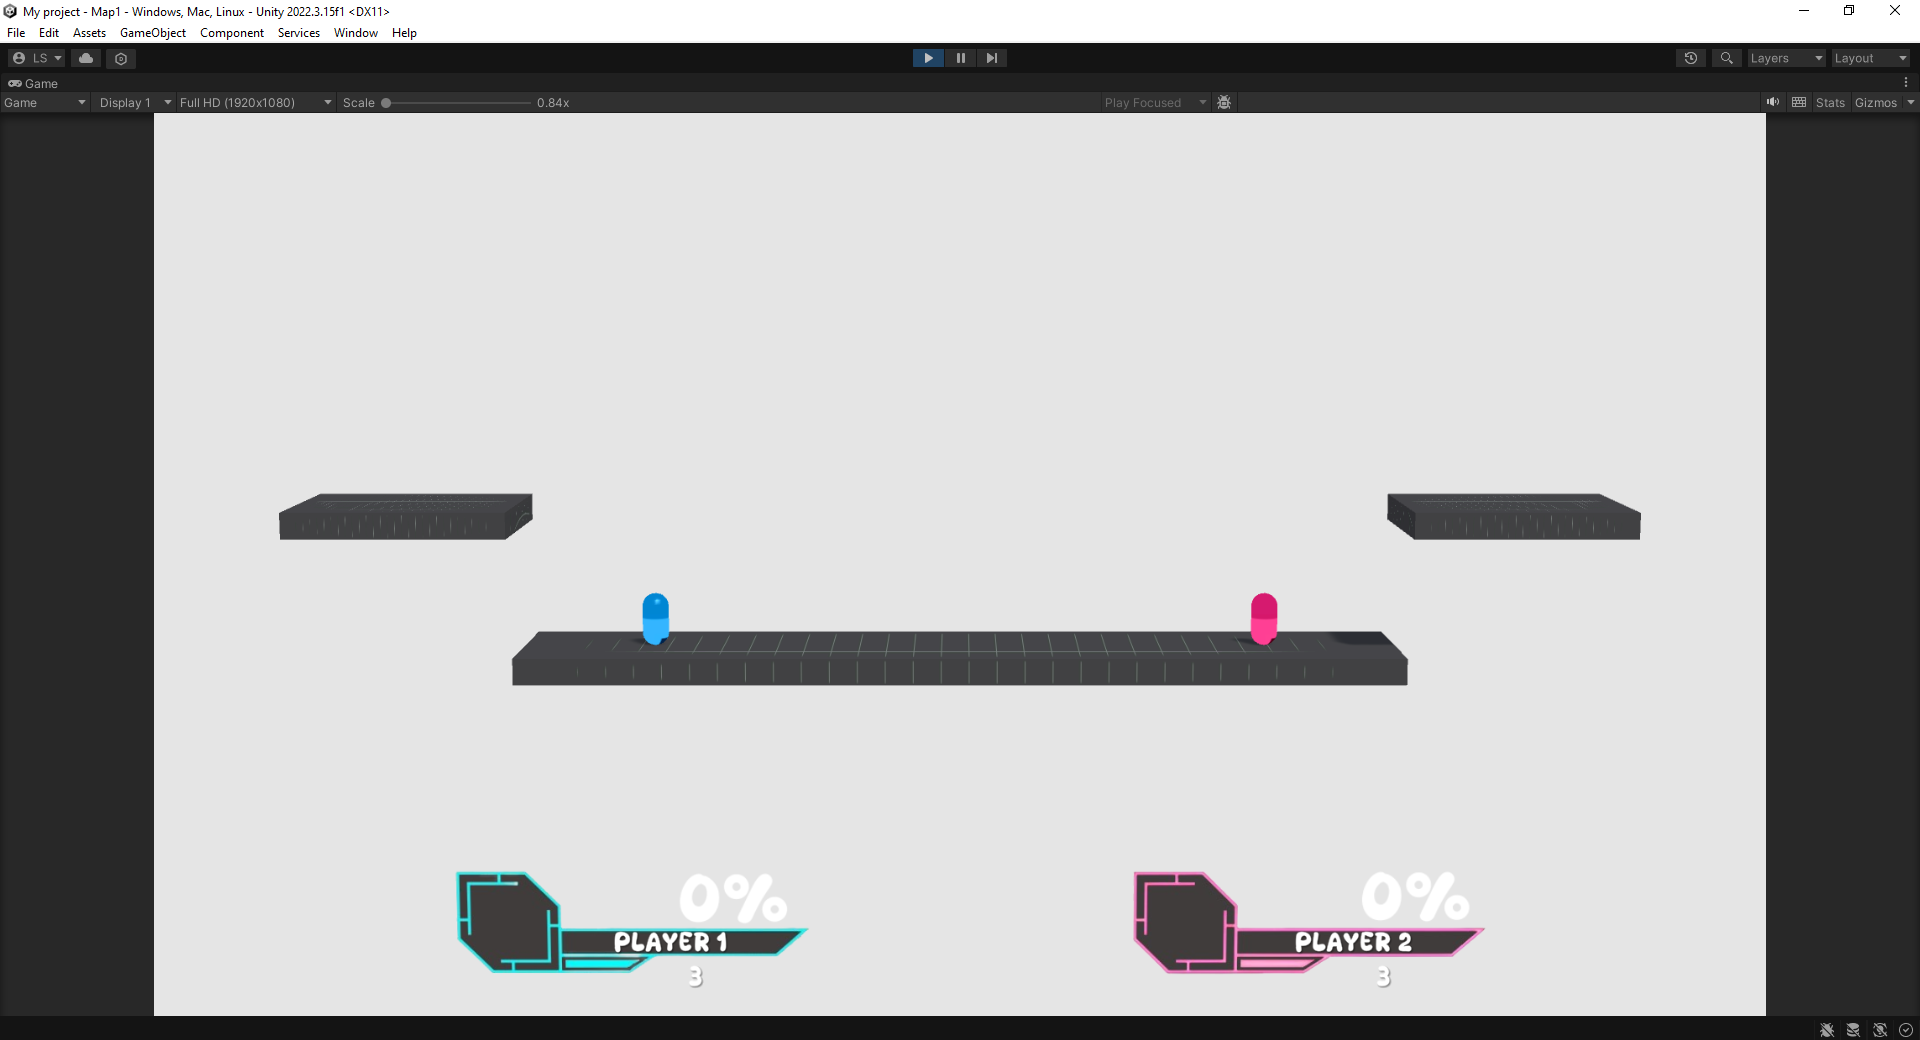 My project - Map1 - Windows, Mac, Linux - Unity 2022.3.15f1 <DX11>
File Edit Assets GameObject Component Services Window Help
LS Layers Layout
Game
Game Display 1 Full HD (1920x1080) Scale 0.84x Play Focused Stats Gizmos
0% 0%
PLAYER 1 PLAYER 2
3 3